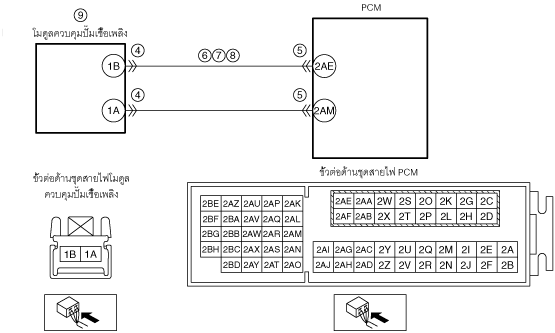 ⑨ PCM
โมดูลควบคุมปั๊มเชื้อเพลิง
④ ⑥⑦⑧ ⑤
1B 2AE
④ ⑤
1A 2AM
ขั้วต่อด้านชุดสายไฟโมดูล
ควบคุมปั๊มเชื้อเพลิง
1B 1A
ขั้วต่อด้านชุดสายไฟ PCM
2BE 2AZ 2AU 2AP 2AK 2AE 2AA 2W 2S 2O 2K 2G 2C
2BF 2BA 2AV 2AQ 2AL 2AF 2AB 2X 2T 2P 2L 2H 2D
2BG 2BB 2AW 2AR 2AM
2BH 2BC 2AX 2AS 2AN 2AI 2AG 2AC 2Y 2U 2Q 2M 2I 2E 2A
2BD 2AY 2AT 2AO 2AJ 2AH 2AD 2Z 2V 2R 2N 2J 2F 2B